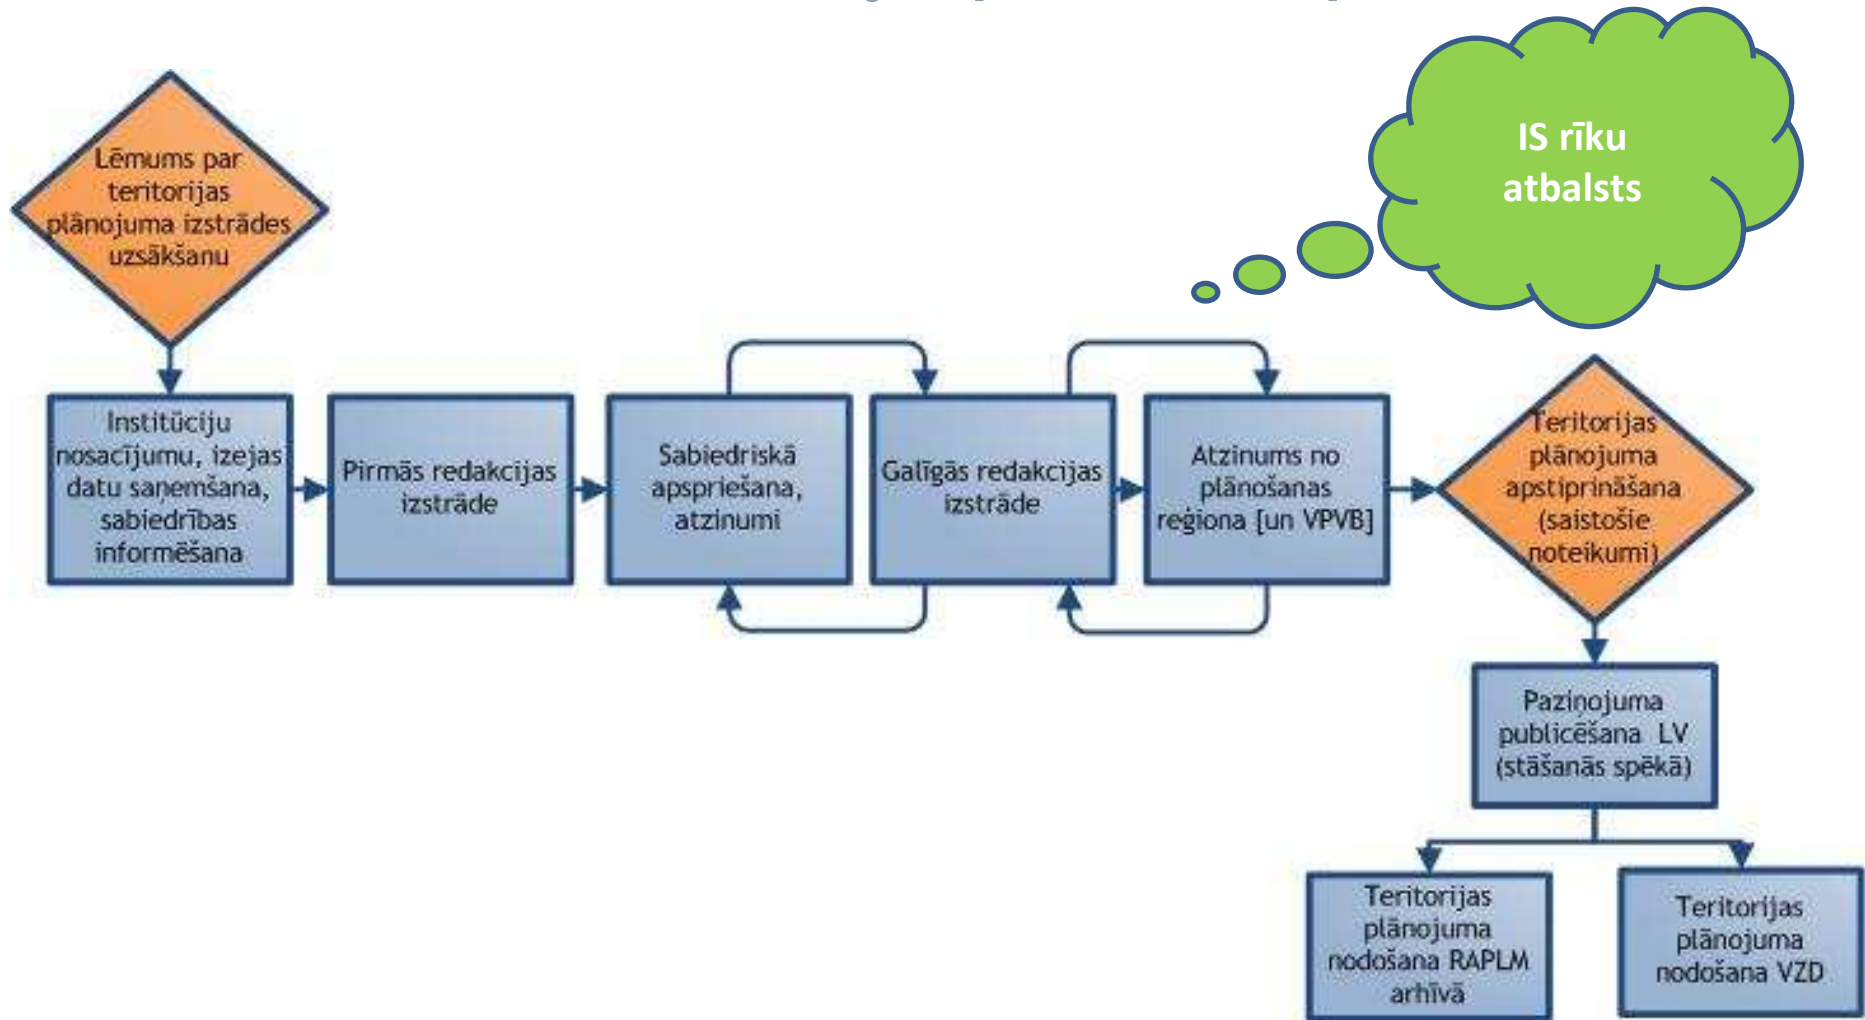 IS rīku
atbalsts
Lēmums par
teritorijas
plānojuma izstrādes
uzsākšanu
Institūciju
nosacījumu, izejas
datu saņemšana,
sabiedrības
informēšana
Pirmās redakcijas
izstrāde
Sabiedriskā
apspriešana,
atzinumi
Galīgās redakcijas
izstrāde
Atzinums no
plānošanas
reģiona [un VPVB]
Teritorijas
plānojuma
apstiprināšana
(saistošie
noteikumi)
Paziņojuma
publicēšana LV
(stāšanās spēkā)
Teritorijas
plānojuma
nodošana RAPLM
arhīvā
Teritorijas
plānojuma
nodošana VZD